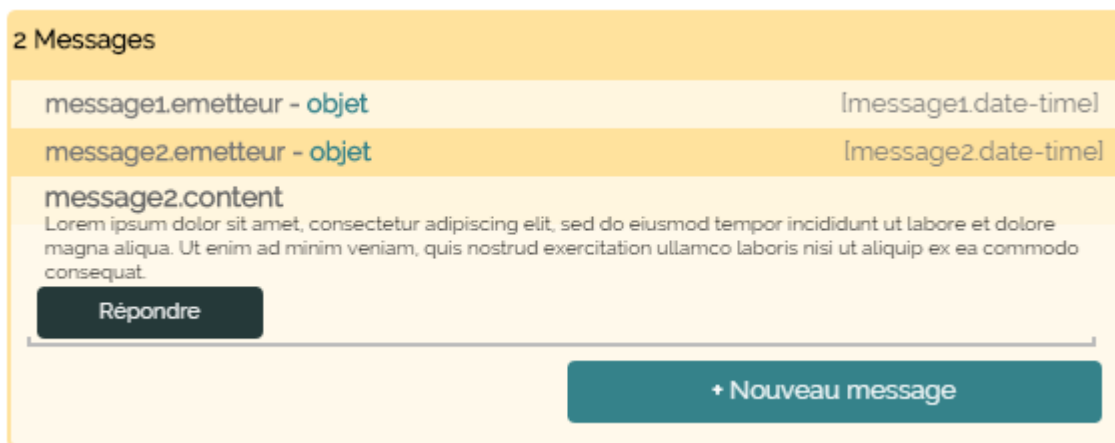 2 Messages
message1.emetteur - objet [message1.date-time]
message2.emetteur - objet [message2.date-time]
message2.content
Lorem ipsum dolor sit amet, consectetur adipiscing elit, sed do eiusmod tempor incididunt ut labore et dolore
magna aliqua. Ut enim ad minim veniam, quis nostrud exercitation ullamco laboris nisi ut aliquip ex ea commodo
consequat.
Répondre
+ Nouveau message